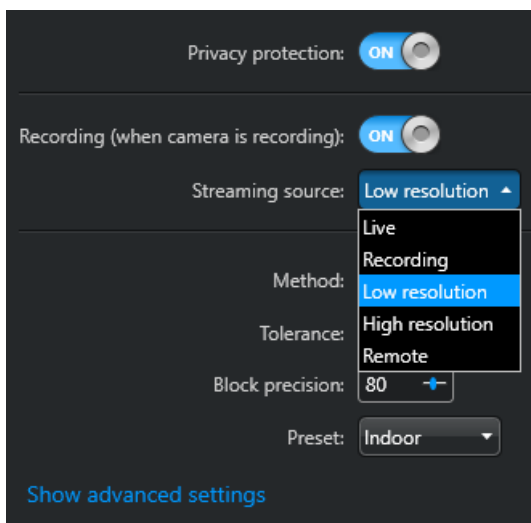 Privacy protection: ON
Recording (when camera is recording): ON
Streaming source: Low resolution
Live
Recording
Low resolution
High resolution
Remote
Method:
Tolerance:
Block precision: 80
Preset: Indoor
Show advanced settings